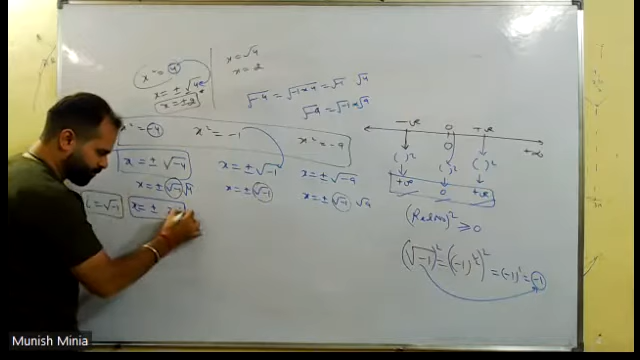 x² = 4
x = ± √4
x = ± 2
x = √4
x = 2
√-4 = √-1×4 = √-1 √4
√-9 = √-1×√9
x² = -4
x² = -1
x² = -9
x = ± √-4
x = ± √-1
x = ± √-9
x = ± √-1 √4
x = ± √-1
x = ± √-1 √9
i = √-1
x = ±
-ve 0 +ve
+∞
( )² ( )²
+ve 0 +ve
(Real no)² ≥ 0
(√-1)² = ((-1)^½)² = (-1)¹ = -1
Munish Minia